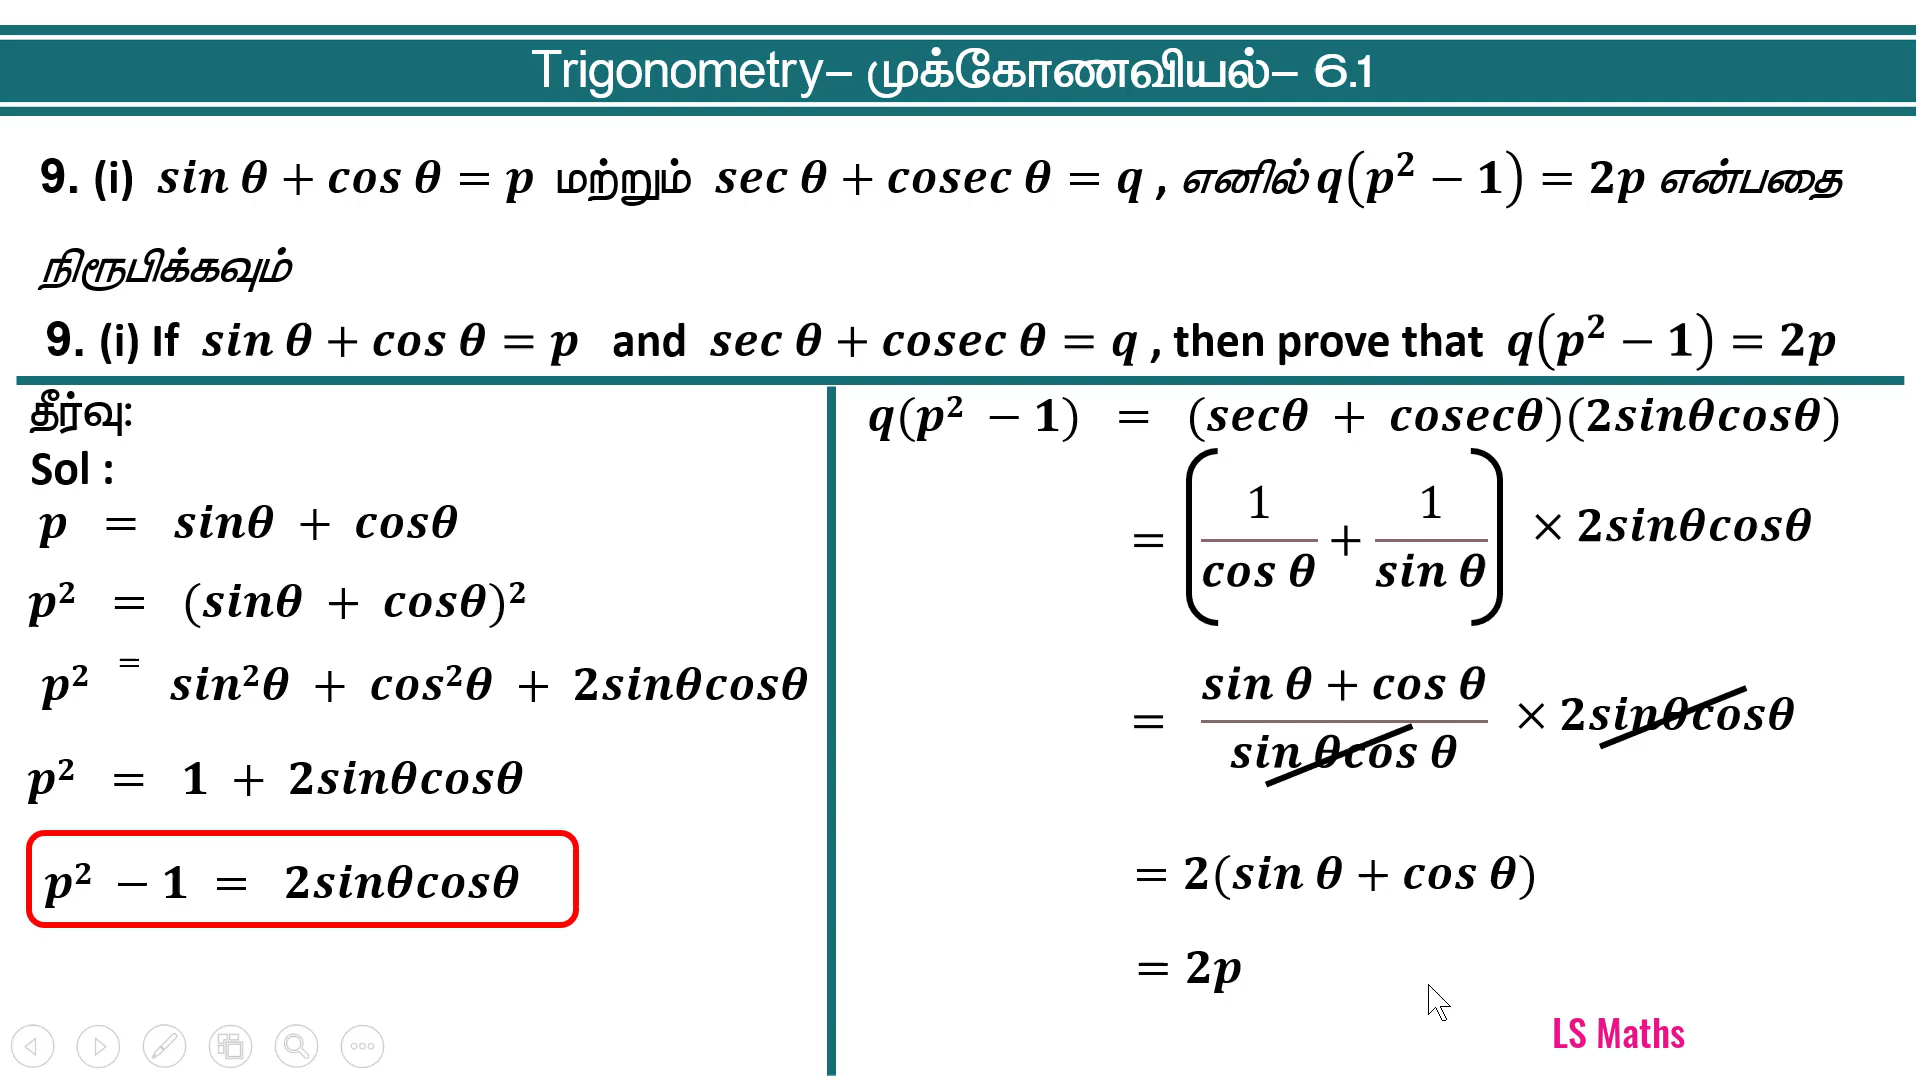 Trigonometry– முக்கோணவியல்– 6.1
9. (i) sin θ + cos θ = p மற்றும் sec θ + cosec θ = q , எனில் q(p² − 1) = 2p என்பதை
நிரூபிக்கவும்
9. (i) If sin θ + cos θ = p and sec θ + cosec θ = q , then prove that q(p² − 1) = 2p
தீர்வு:
Sol :
p = sinθ + cosθ
p² = (sinθ + cosθ)²
p² = sin²θ + cos²θ + 2sinθcosθ
p² = 1 + 2sinθcosθ
p² − 1 = 2sinθcosθ
q(p² − 1) = (secθ + cosecθ)(2sinθcosθ)
= (1/cos θ + 1/sin θ) × 2sinθcosθ
= (sin θ + cos θ)/(sin θcos θ) × 2sinθcosθ
= 2(sin θ + cos θ)
= 2p
LS Maths